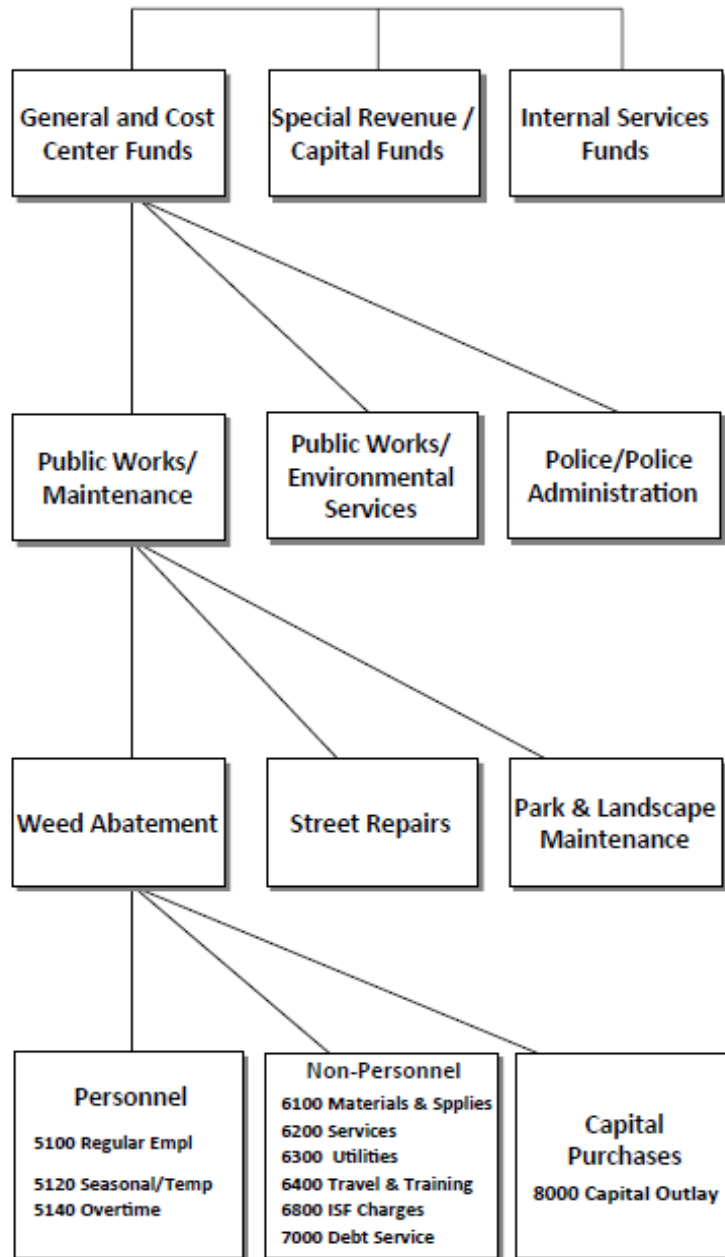 General and Cost
Center Funds
Special Revenue /
Capital Funds
Internal Services
Funds
Public Works/
Maintenance
Public Works/
Environmental
Services
Police/Police
Administration
Weed Abatement
Street Repairs
Park & Landscape
Maintenance
Personnel
5100 Regular Empl
5120 Seasonal/Temp
5140 Overtime
Non-Personnel
6100 Materials & Spplies
6200 Services
6300 Utilities
6400 Travel & Training
6800 ISF Charges
7000 Debt Service
Capital
Purchases
8000 Capital Outlay